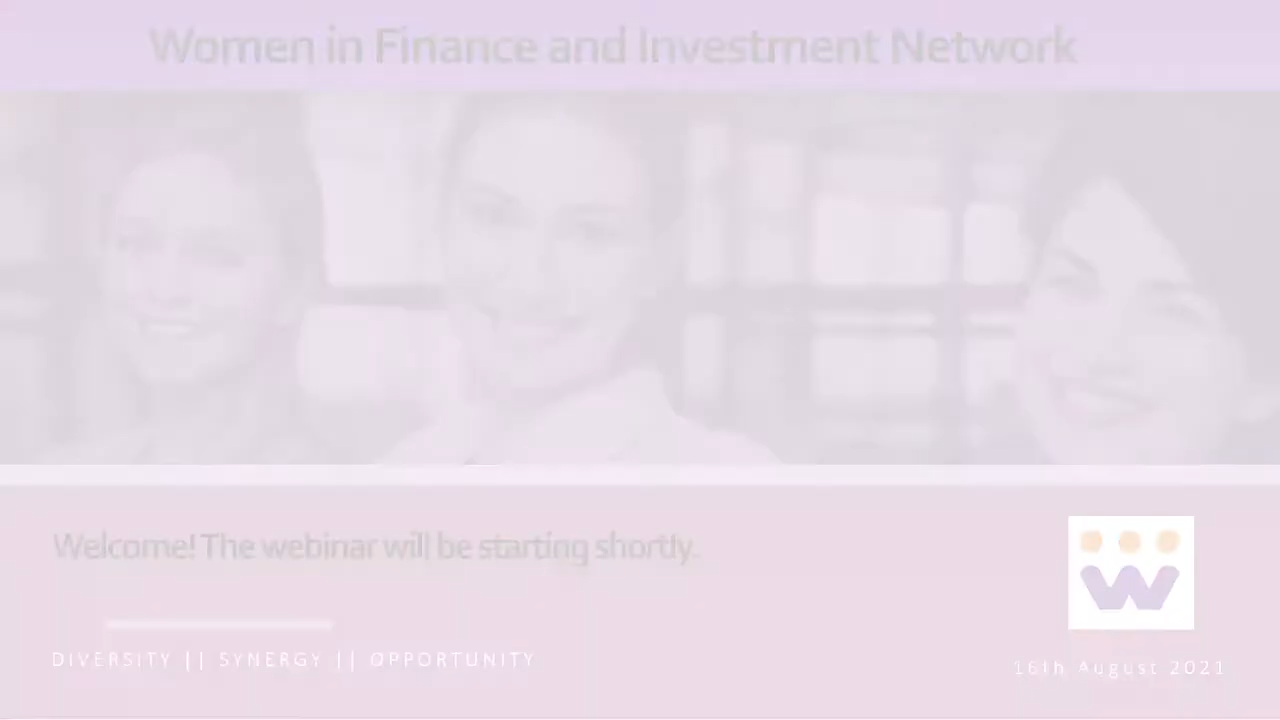 Women in Finance and Investment Network
Welcome! The webinar will be starting shortly.
DIVERSITY || SYNERGY || OPPORTUNITY
16th August 2021